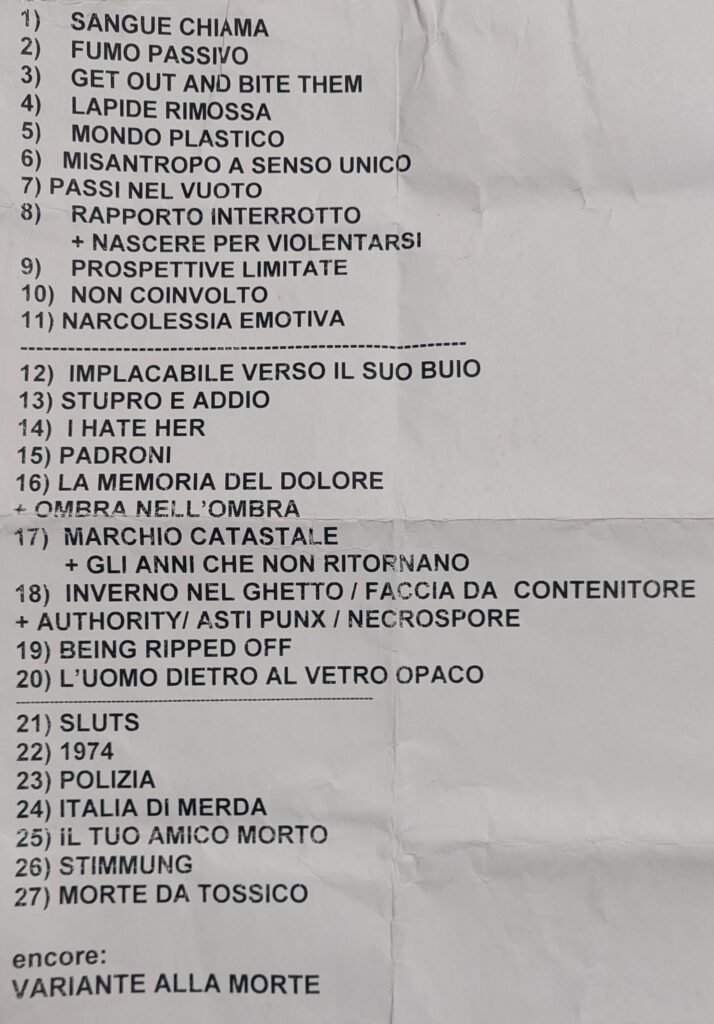 1) SANGUE CHIAMA
2) FUMO PASSIVO
3) GET OUT AND BITE THEM
4) LAPIDE RIMOSSA
5) MONDO PLASTICO
6) MISANTROPO A SENSO UNICO
7) PASSI NEL VUOTO
8) RAPPORTO INTERROTTO
+ NASCERE PER VIOLENTARSI
9) PROSPETTIVE LIMITATE
10) NON COINVOLTO
11) NARCOLESSIA EMOTIVA
------------------------------------------------------------
12) IMPLACABILE VERSO IL SUO BUIO
13) STUPRO E ADDIO
14) I HATE HER
15) PADRONI
16) LA MEMORIA DEL DOLORE
+ OMBRA NELL'OMBRA
17) MARCHIO CATASTALE
+ GLI ANNI CHE NON RITORNANO
18) INVERNO NEL GHETTO / FACCIA DA CONTENITORE
+ AUTHORITY/ ASTI PUNX / NECROSPORE
19) BEING RIPPED OFF
20) L'UOMO DIETRO AL VETRO OPACO
------------------------------------------------------------
21) SLUTS
22) 1974
23) POLIZIA
24) ITALIA Di MERDA
25) iL TUO AMICO MORTO
26) STIMMUNG
27) MORTE DA TOSSICO
encore:
VARIANTE ALLA MORTE